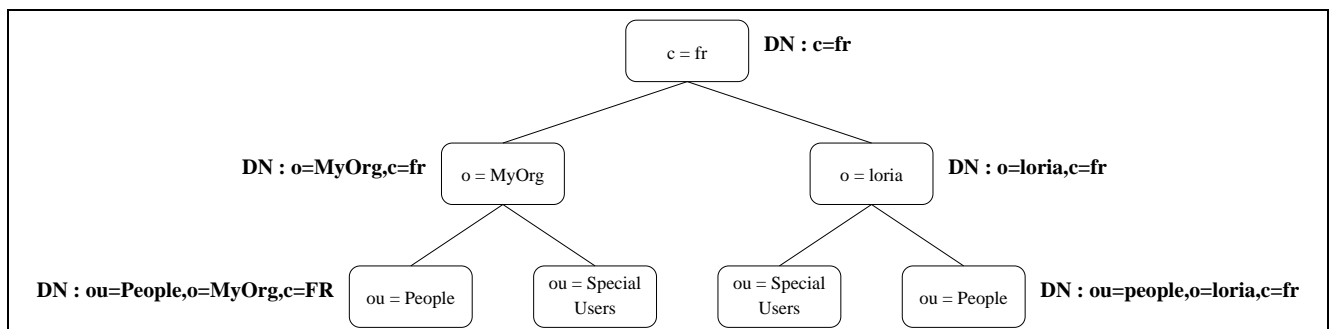 c = fr
DN : c=fr
DN : o=MyOrg,c=fr
o = MyOrg
o = loria
DN : o=loria,c=fr
DN : ou=People,o=MyOrg,c=FR
ou = People
ou = Special
Users
ou = Special
Users
ou = People
DN : ou=people,o=loria,c=fr